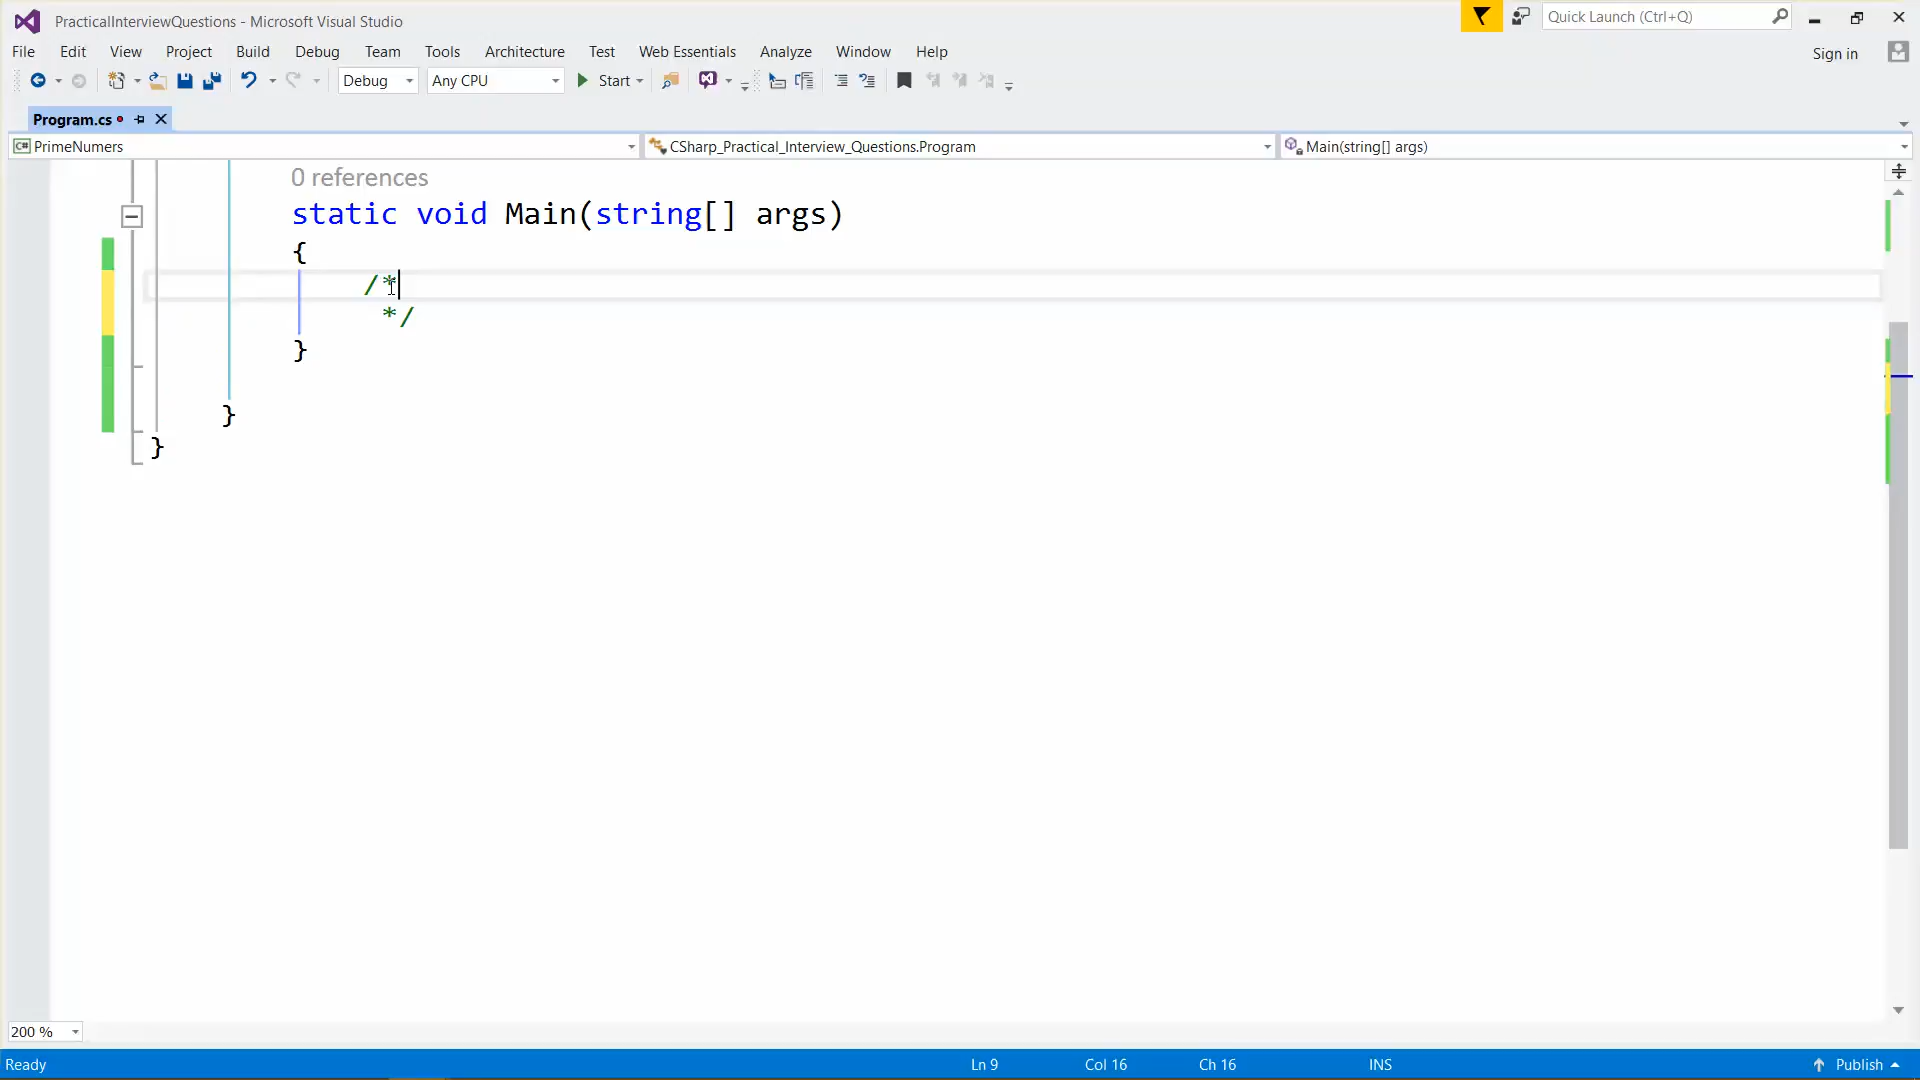 PracticalInterviewQuestions - Microsoft Visual Studio
Quick Launch (Ctrl+Q)
File Edit View Project Build Debug Team Tools Architecture Test Web Essentials Analyze Window Help
Sign in
Debug Any CPU Start
Program.cs
PrimeNumers CSharp_Practical_Interview_Questions.Program Main(string[] args)
0 references
static void Main(string[] args)
{
/*
*/
}
}
}
200 %
Ready Ln 9 Col 16 Ch 16 INS Publish